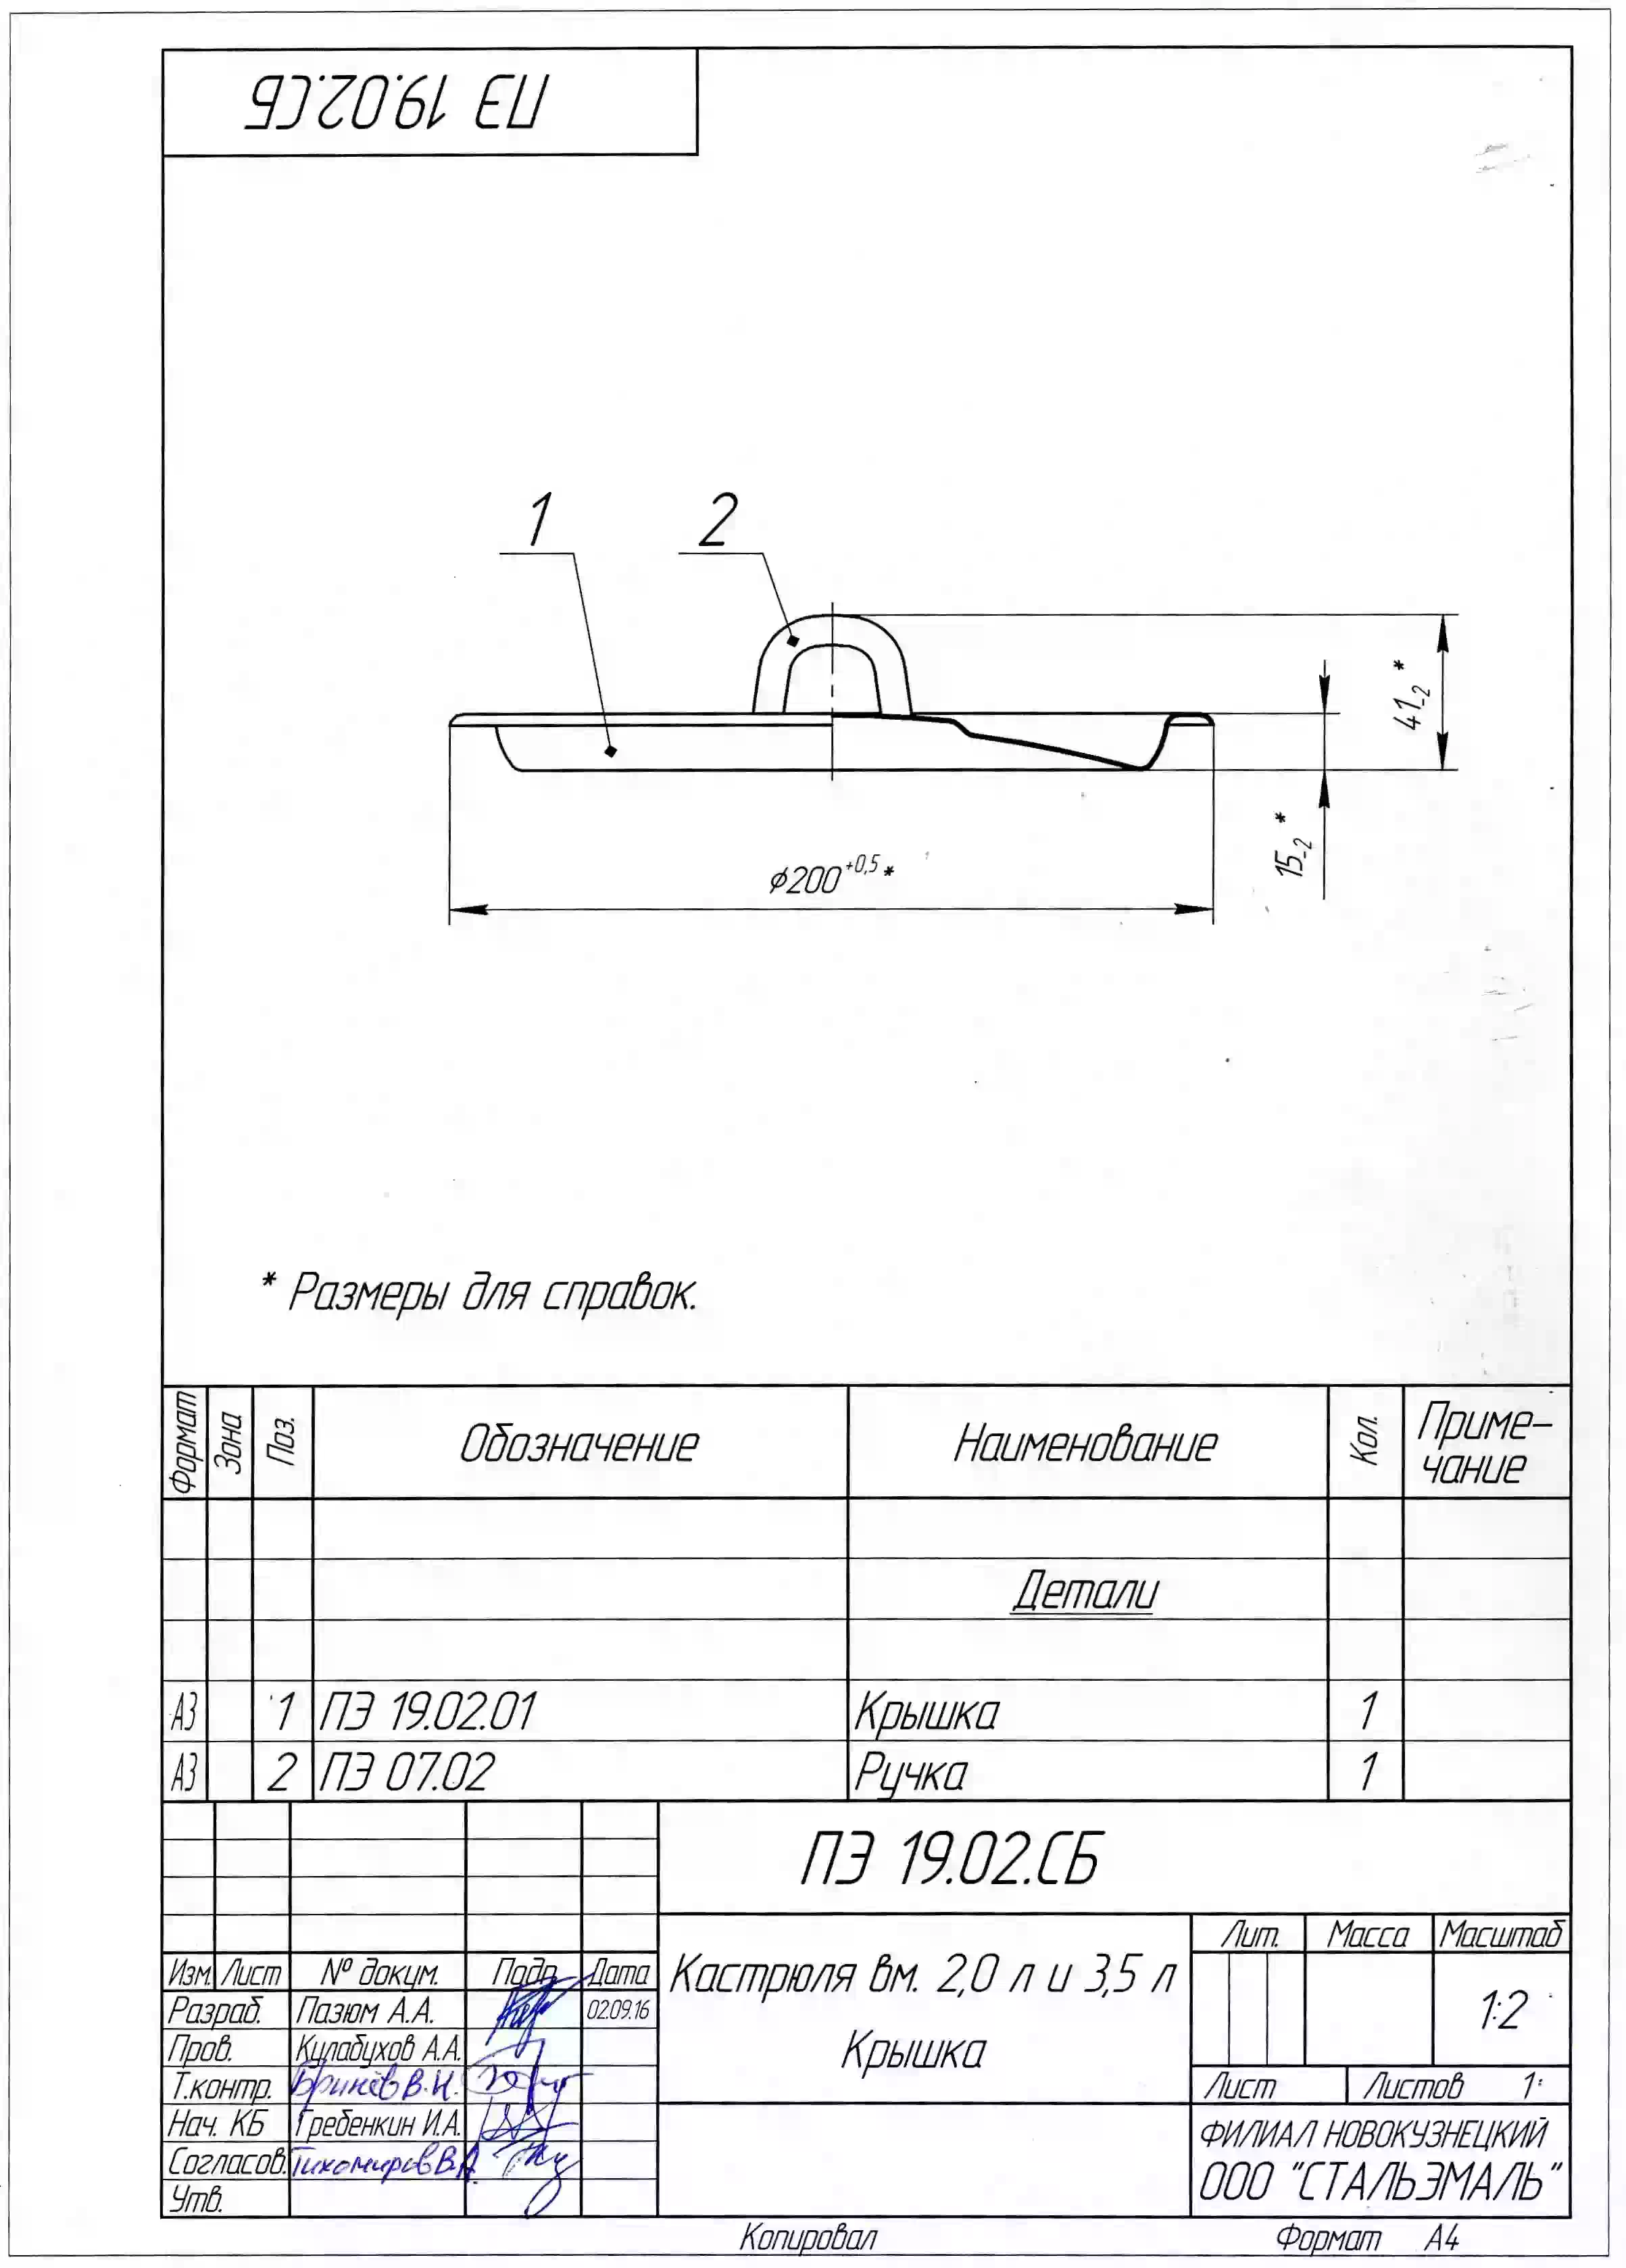 ПЭ 19.02.СБ
1
2
41-2*
15-2*
⌀200+0,5*
* Размеры для справок.
Формат Зона Поз. Обозначение Наименование Кол. Приме-
чание
Детали
А3 1 ПЭ 19.02.01 Крышка 1
А3 2 ПЭ 07.02 Ручка 1
ПЭ 19.02.СБ
Изм. Лист № докум. Подп. Дата
Разраб. Пазюм А.А. 02.09.16
Пров. Кулабухов А.А.
Т.контр. Бринёв В.И.
Нач. КБ Гребенкин И.А.
Согласов. Тихомиров В.А.
Утв.
Кастрюля вм. 2,0 л и 3,5 л
Крышка
Лит. Масса Масштаб
1:2
Лист Листов 1
ФИЛИАЛ НОВОКУЗНЕЦКИЙ
ООО "СТАЛЬЭМАЛЬ"
Копировал Формат А4